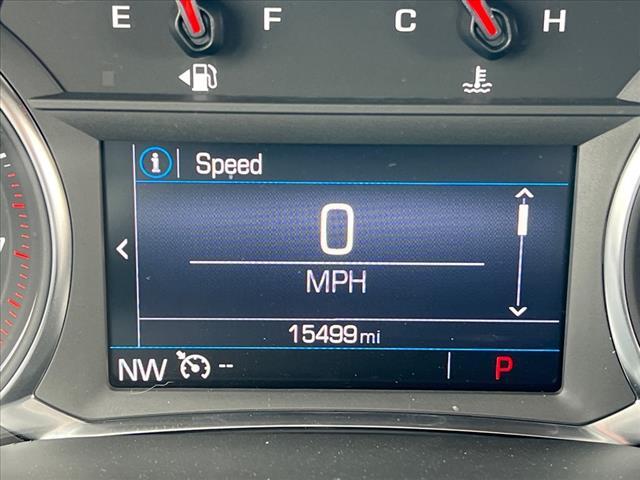 E F C H
Speed
0
MPH
15499 mi
NW -- P